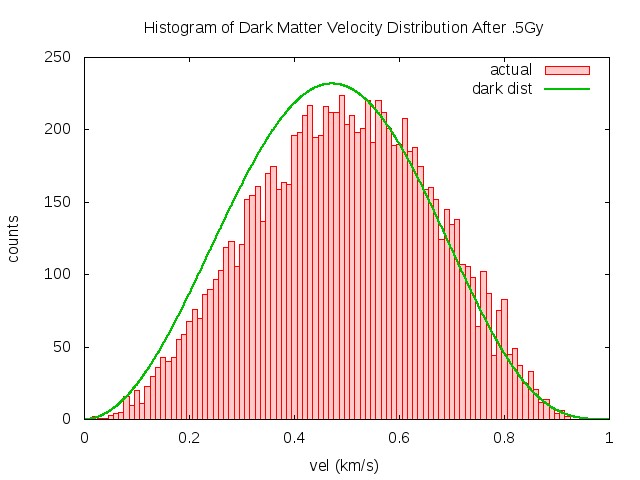 Histogram of Dark Matter Velocity Distribution After .5Gy
250
200
150
100
50
0
counts
actual
dark dist
0 0.2 0.4 0.6 0.8 1
vel (km/s)